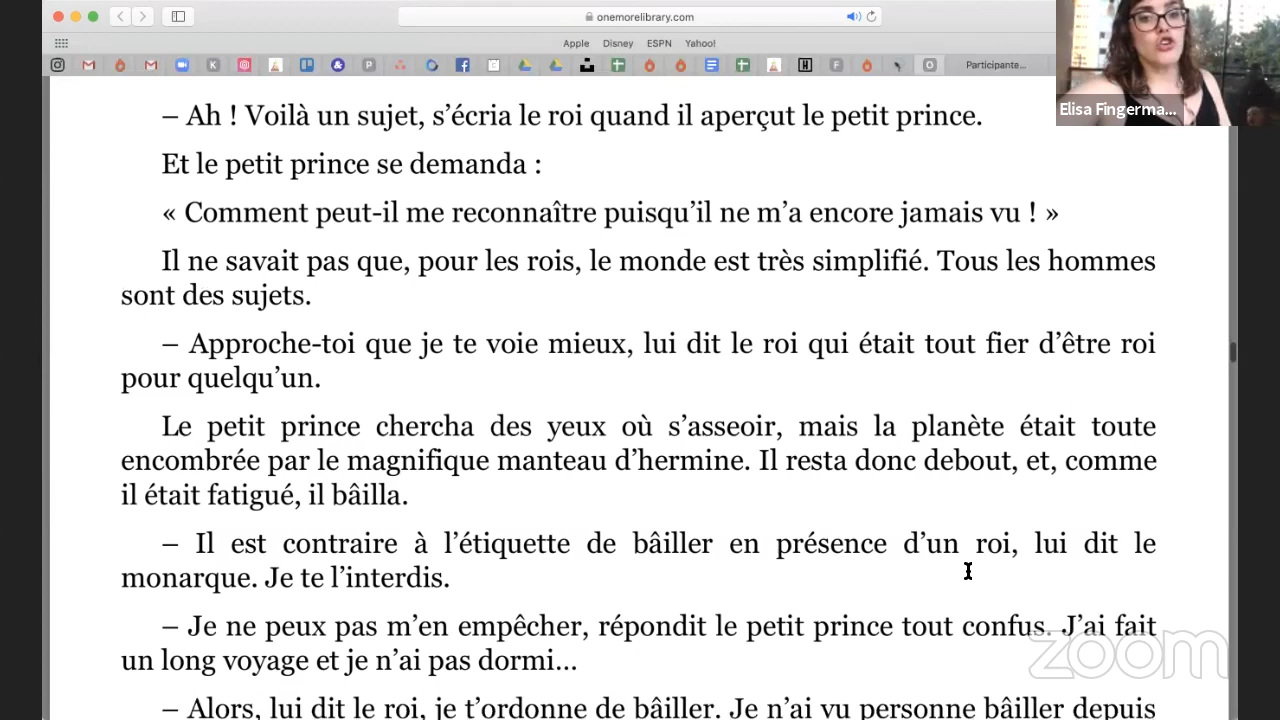 onemorelibrary.com
Apple Disney ESPN Yahoo!
Participante...
Elisa Fingerma...
– Ah ! Voilà un sujet, s’écria le roi quand il aperçut le petit prince.
Et le petit prince se demanda :
« Comment peut-il me reconnaître puisqu’il ne m’a encore jamais vu ! »
Il ne savait pas que, pour les rois, le monde est très simplifié. Tous les hommes
sont des sujets.
– Approche-toi que je te voie mieux, lui dit le roi qui était tout fier d’être roi
pour quelqu’un.
Le petit prince chercha des yeux où s’asseoir, mais la planète était toute
encombrée par le magnifique manteau d’hermine. Il resta donc debout, et, comme
il était fatigué, il bâilla.
– Il est contraire à l’étiquette de bâiller en présence d’un roi, lui dit le
monarque. Je te l’interdis.
– Je ne peux pas m’en empêcher, répondit le petit prince tout confus. J’ai fait
un long voyage et je n’ai pas dormi…
zoom
– Alors, lui dit le roi, je t’ordonne de bâiller. Je n’ai vu personne bâiller depuis